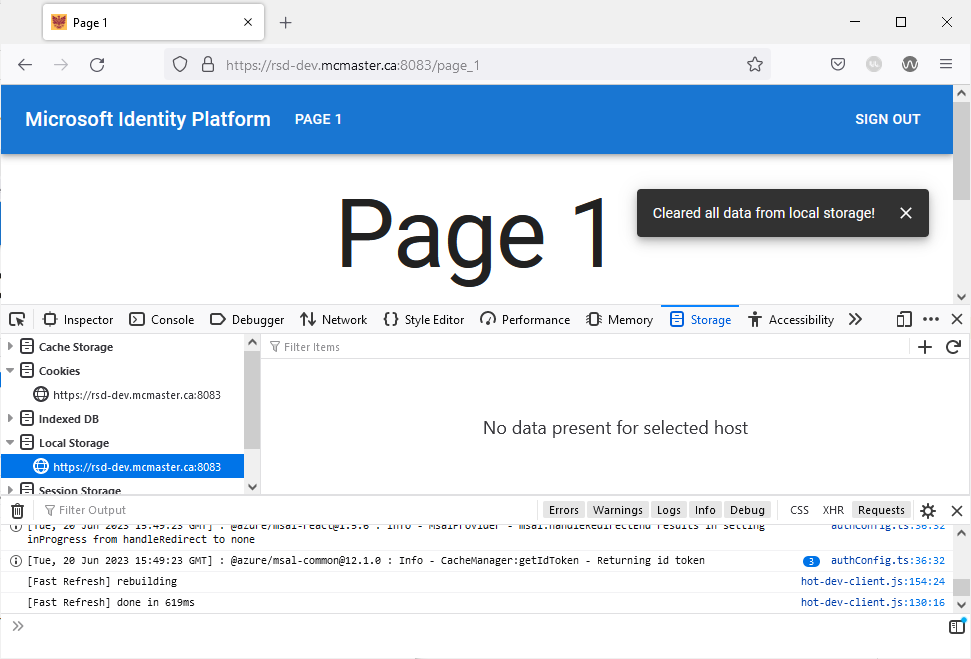 Page 1
https://rsd-dev.mcmaster.ca:8083/page_1
Microsoft Identity Platform PAGE 1 SIGN OUT
Page 1
Cleared all data from local storage!
Inspector Console Debugger Network Style Editor Performance Memory Storage Accessibility
Cache Storage
Filter Items
Cookies
https://rsd-dev.mcmaster.ca:8083
Indexed DB
Local Storage
https://rsd-dev.mcmaster.ca:8083
Session Storage
No data present for selected host
Filter Output Errors Warnings Logs Info Debug CSS XHR Requests
[Tue, 20 Jun 2023 15:49:23 GMT] : @azure/msal-react@1.5.6 : Info - MsalProvider - msal:handleRedirectEnd results in setting authConfig.ts:36:32
inProgress from handleRedirect to none
[Tue, 20 Jun 2023 15:49:23 GMT] : @azure/msal-common@12.1.0 : Info - CacheManager:getIdToken - Returning id token 3 authConfig.ts:36:32
[Fast Refresh] rebuilding hot-dev-client.js:154:24
[Fast Refresh] done in 619ms hot-dev-client.js:130:16